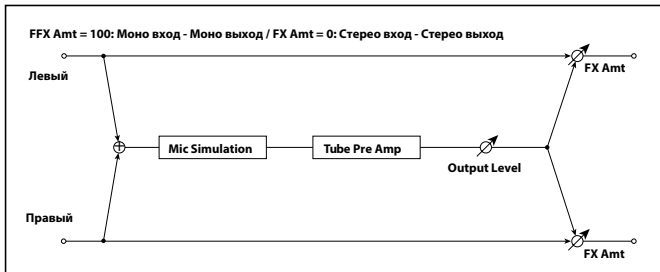 FFX Amt = 100: Моно вход - Моно выход / FX Amt = 0: Стерео вход - Стерео выход
Левый
FX Amt
Mic Simulation
Tube Pre Amp
Output Level
Правый
FX Amt